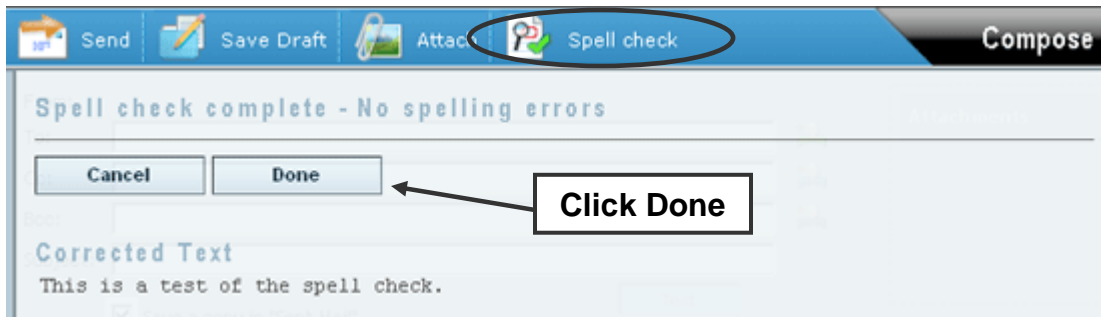 Send Save Draft Attach Spell check Compose
Spell check complete - No spelling errors
Cancel Done
Click Done
Corrected Text
This is a test of the spell check.